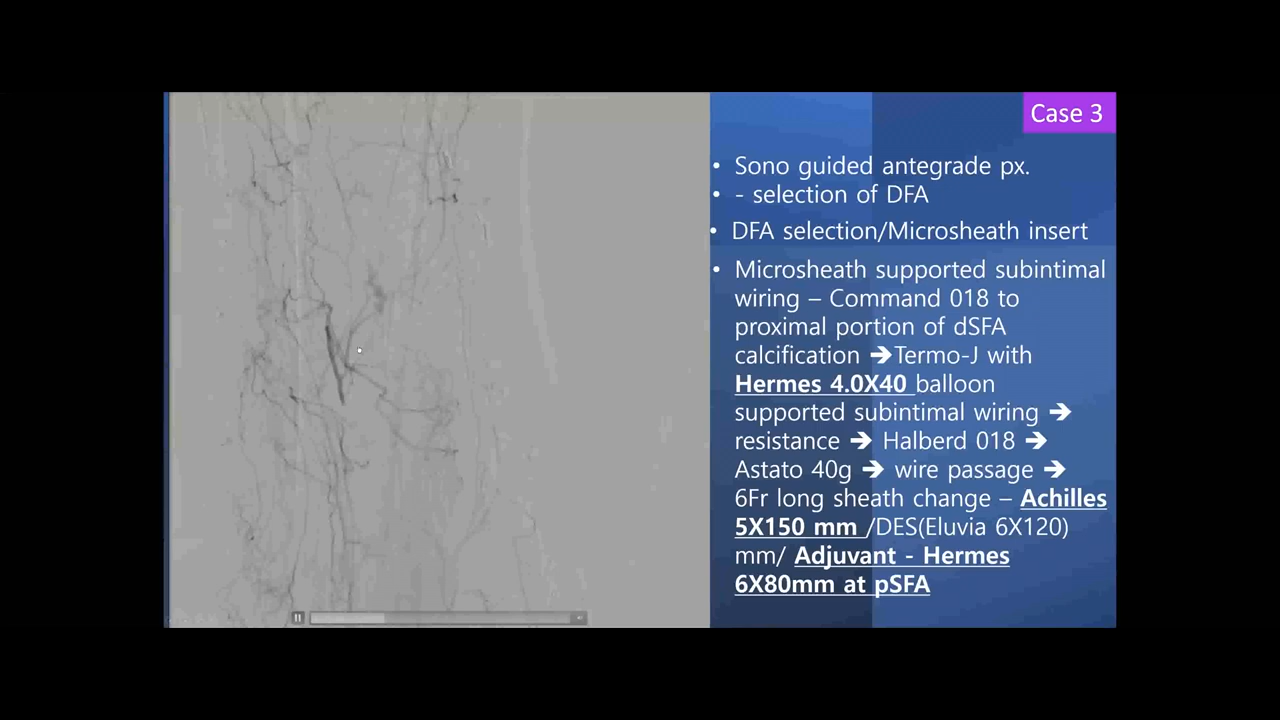 Case 3
• Sono guided antegrade px.
• - selection of DFA
• DFA selection/Microsheath insert
• Microsheath supported subintimal
wiring – Command 018 to
proximal portion of dSFA
calcification ➔Termo-J with
Hermes 4.0X40 balloon
supported subintimal wiring ➔
resistance ➔ Halberd 018 ➔
Astato 40g ➔ wire passage ➔
6Fr long sheath change – Achilles
5X150 mm /DES(Eluvia 6X120)
mm/ Adjuvant - Hermes
6X80mm at pSFA